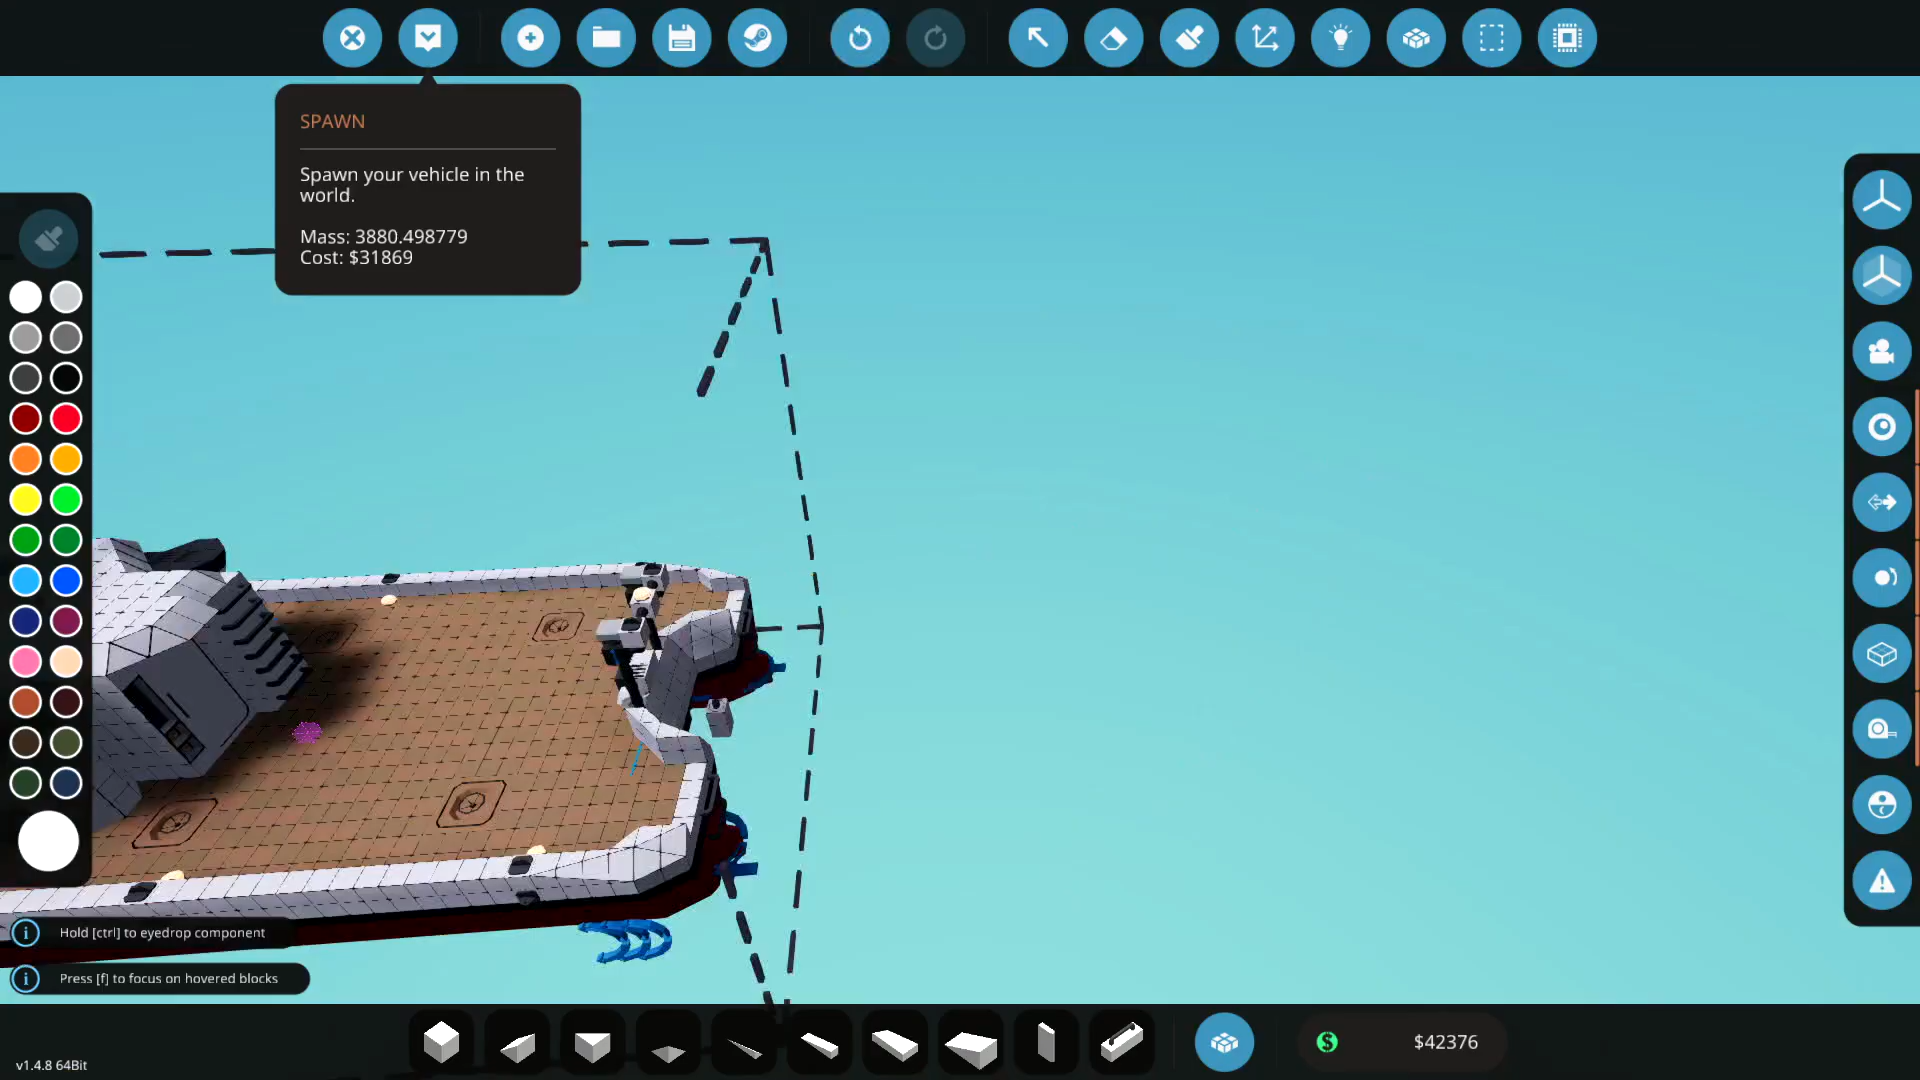 SPAWN
Spawn your vehicle in the
world.
Mass: 3880.498779
Cost: $31869
Hold [ctrl] to eyedrop component
Press [f] to focus on hovered blocks
$42376
v1.4.8 64Bit